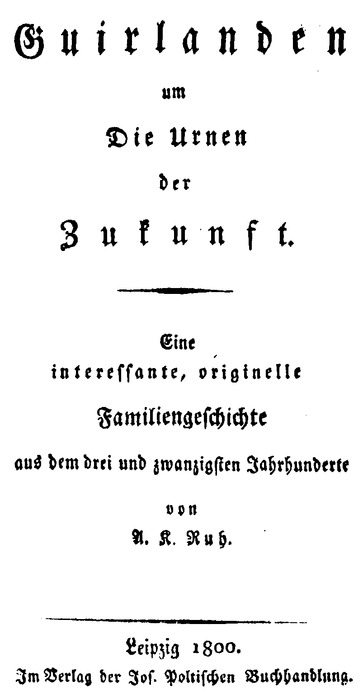 Guirlanden
um
Die Urnen
der
Zukunft.
Eine
interessante, originelle
Familiengeschichte
aus dem drei und zwanzigsten Jahrhunderte
von
A. K. Ruh.
Leipzig 1800.
Im Verlag der Jos. Poltischen Buchhandlung.